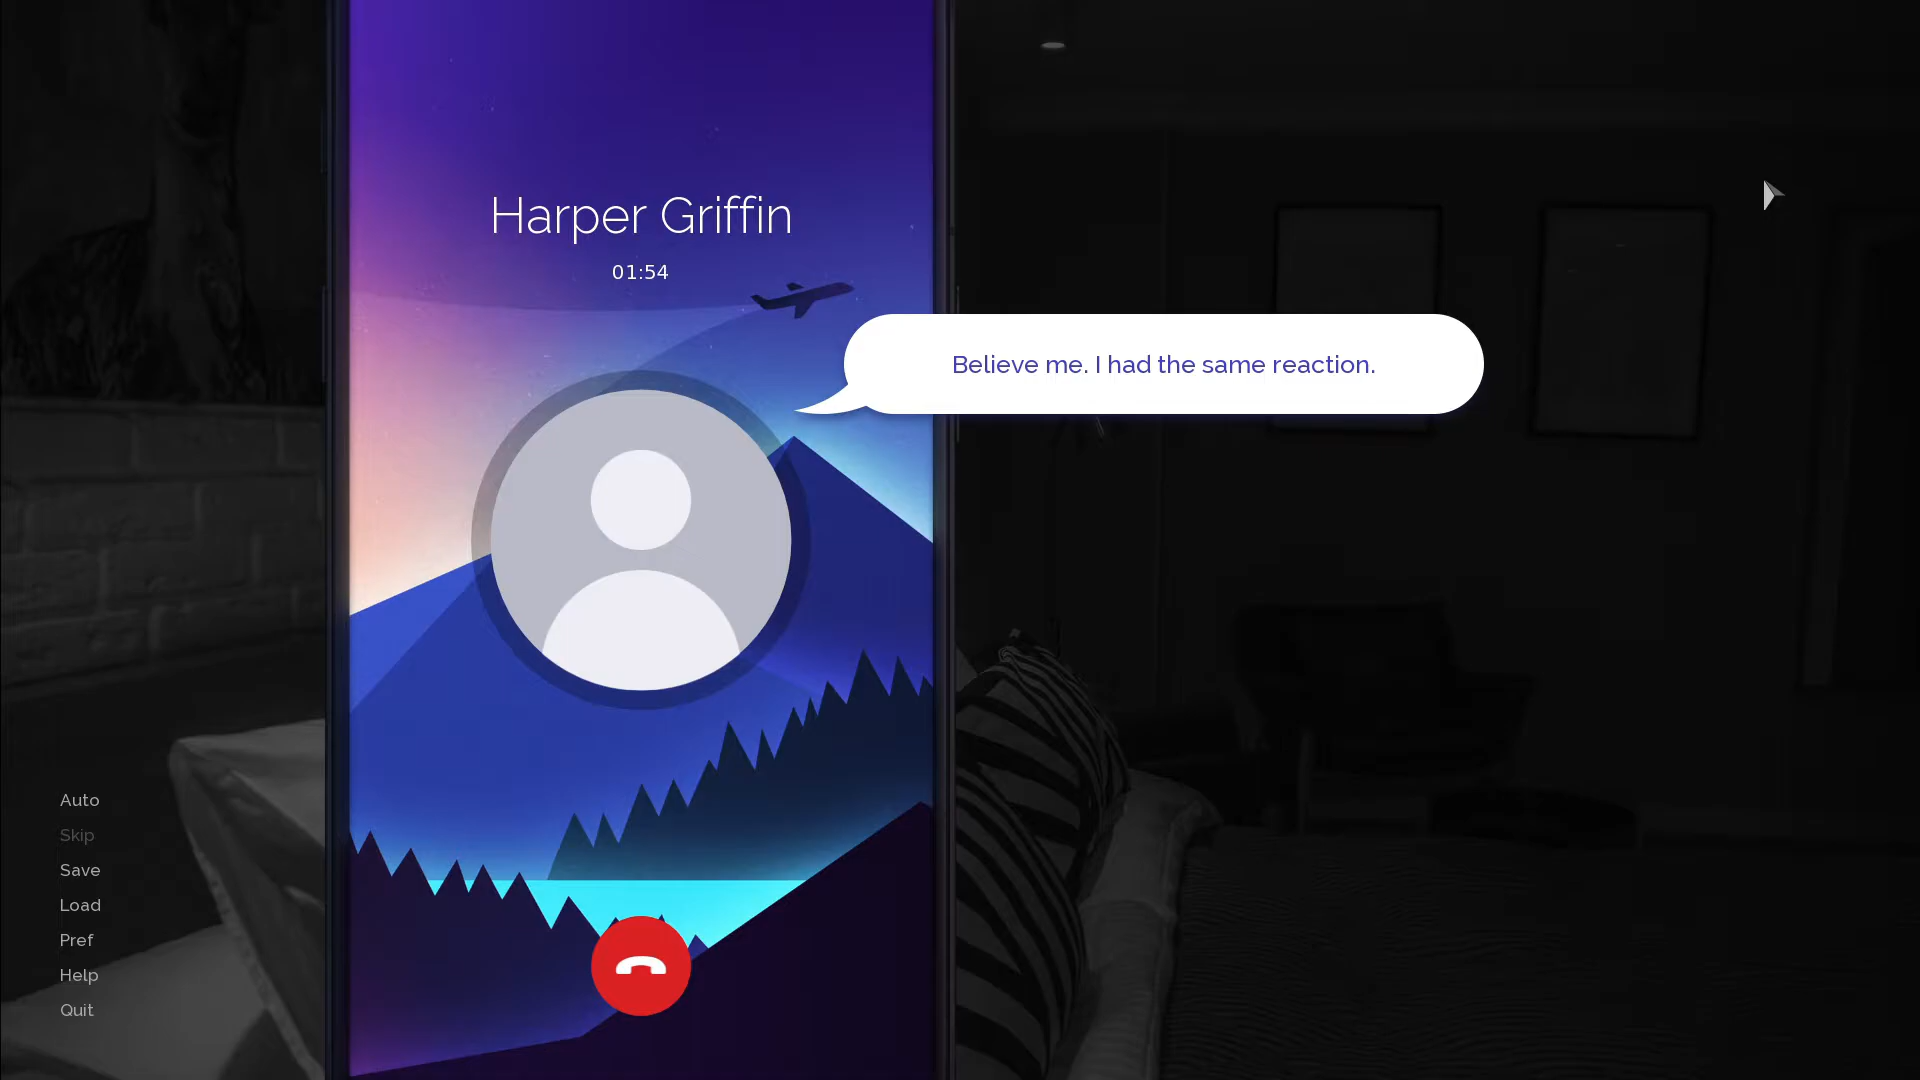 Harper Griffin
01:54
Believe me. I had the same reaction.
Auto
Skip
Save
Load
Pref
Help
Quit